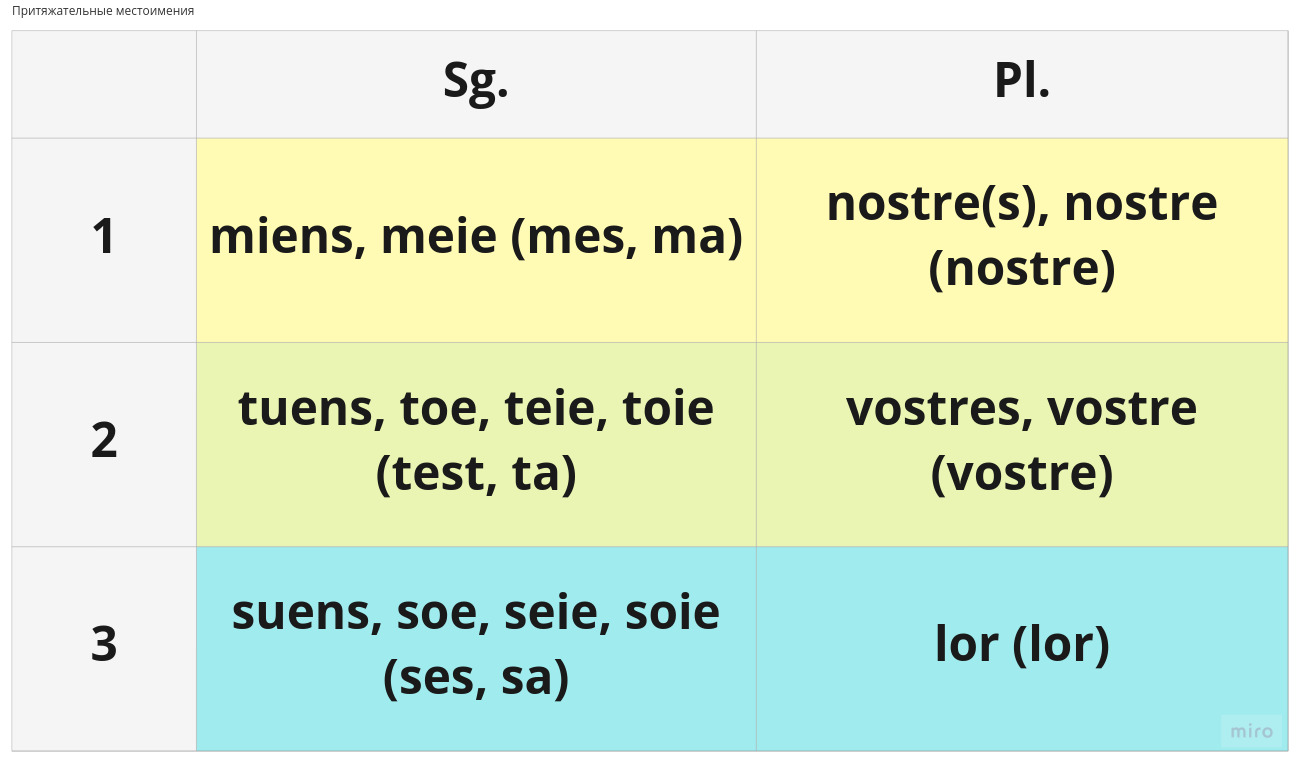 Притяжательные местоимения
Sg. Pl.
1 miens, meie (mes, ma) nostre(s), nostre
(nostre)
2 tuens, toe, teie, toie vostres, vostre
(test, ta) (vostre)
3 suens, soe, seie, soie lor (lor)
(ses, sa)
miro